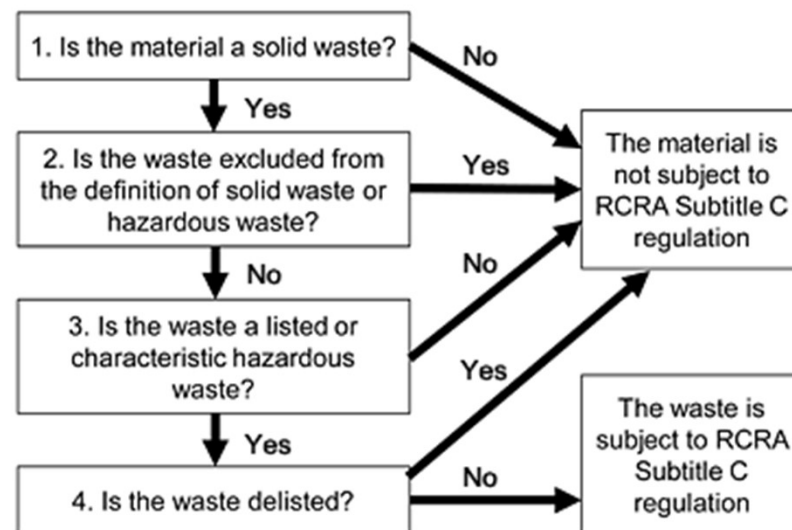 1. Is the material a solid waste?
No
Yes
2. Is the waste excluded from
the definition of solid waste or
hazardous waste?
Yes
The material is
not subject to
RCRA Subtitle C
regulation
No
No
3. Is the waste a listed or
characteristic hazardous
waste?
Yes
Yes
4. Is the waste delisted?
No
The waste is
subject to RCRA
Subtitle C
regulation